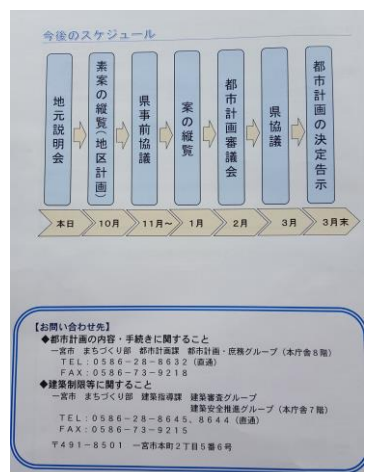 今後のスケジュール
地元説明会
素案の縦覧(地区計画)
県事前協議
案の縦覧
都市計画審議会
県協議
都市計画の決定告示
本日
10月
11月~
1月
2月
3月
3月末
【お問い合わせ先】
◆都市計画の内容・手続きに関すること
一宮市 まちづくり部 都市計画課 都市計画・庶務グループ(本庁舎8階)
TEL:0586-28-8632(直通)
FAX:0586-73-9218
◆建築制限等に関すること
一宮市 まちづくり部 建築指導課 建築審査グループ
建築安全推進グループ(本庁舎7階)
TEL:0586-28-8645、8644(直通)
FAX:0586-73-9215
〒491-8501 一宮市本町2丁目5番6号